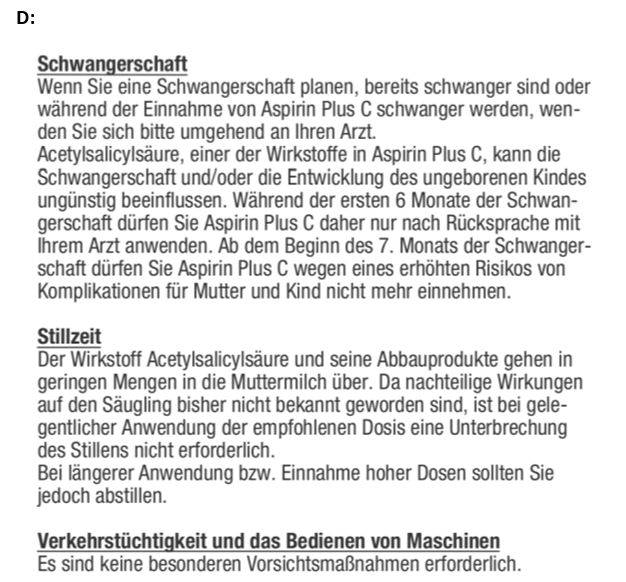 D:
Schwangerschaft
Wenn Sie eine Schwangerschaft planen, bereits schwanger sind oder
während der Einnahme von Aspirin Plus C schwanger werden, wen-
den Sie sich bitte umgehend an Ihren Arzt.
Acetylsalicylsäure, einer der Wirkstoffe in Aspirin Plus C, kann die
Schwangerschaft und/oder die Entwicklung des ungeborenen Kindes
ungünstig beeinflussen. Während der ersten 6 Monate der Schwan-
gerschaft dürfen Sie Aspirin Plus C daher nur nach Rücksprache mit
Ihrem Arzt anwenden. Ab dem Beginn des 7. Monats der Schwanger-
schaft dürfen Sie Aspirin Plus C wegen eines erhöhten Risikos von
Komplikationen für Mutter und Kind nicht mehr einnehmen.
Stillzeit
Der Wirkstoff Acetylsalicylsäure und seine Abbauprodukte gehen in
geringen Mengen in die Muttermilch über. Da nachteilige Wirkungen
auf den Säugling bisher nicht bekannt geworden sind, ist bei gele-
gentlicher Anwendung der empfohlenen Dosis eine Unterbrechung
des Stillens nicht erforderlich.
Bei längerer Anwendung bzw. Einnahme hoher Dosen sollten Sie
jedoch abstillen.
Verkehrstüchtigkeit und das Bedienen von Maschinen
Es sind keine besonderen Vorsichtsmaßnahmen erforderlich.